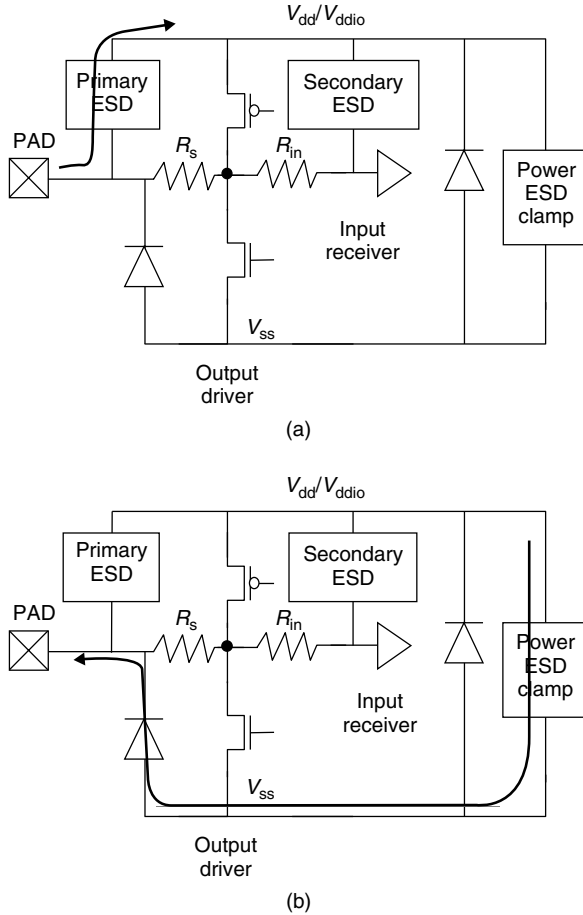 Vdd/Vddio
Primary
ESD
Secondary
ESD
PAD
Rs
Rin
Power
ESD
clamp
Input
receiver
Vss
Output
driver
(a)
Vdd/Vddio
Primary
ESD
Secondary
ESD
PAD
Rs
Rin
Power
ESD
clamp
Input
receiver
Vss
Output
driver
(b)